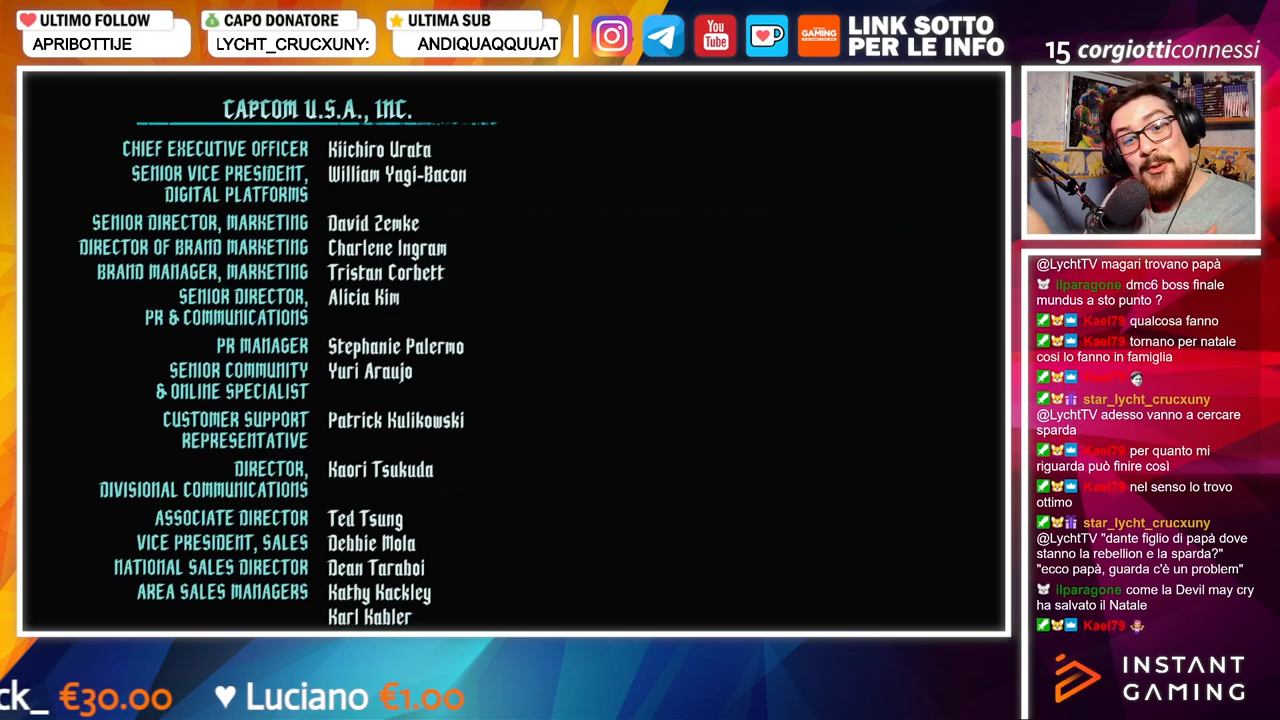 ULTIMO FOLLOW
APRIBOTTIJE
CAPO DONATORE
LYCHT_CRUCXUNY:
ULTIMA SUB
ANDIQUAQQUUAT
You
Tube
GAMING
LINK SOTTO
PER LE INFO
15 corgiotticonnessi
CAPCOM U.S.A., INC.
CHIEF EXECUTIVE OFFICER Kiichiro Urata
SENIOR VICE PRESIDENT, William Yagi-Bacon
DIGITAL PLATFORMS
SENIOR DIRECTOR, MARKETING David Zemke
DIRECTOR OF BRAND MARKETING Charlene Ingram
BRAND MANAGER, MARKETING Tristan Corbett
SENIOR DIRECTOR, Alicia Kim
PR & COMMUNICATIONS
PR MANAGER Stephanie Palermo
SENIOR COMMUNITY Yuri Araujo
& ONLINE SPECIALIST
CUSTOMER SUPPORT Patrick Kulikowski
REPRESENTATIVE
DIRECTOR, Kaori Tsukuda
DIVISIONAL COMMUNICATIONS
ASSOCIATE DIRECTOR Ted Tsung
VICE PRESIDENT, SALES Debbie Mola
NATIONAL SALES DIRECTOR Dean Taraboi
AREA SALES MANAGERS Kathy Kackley
Karl Kabler
@LychtTV magari trovano papà
ilparagone dmc6 boss finale
mundus a sto punto ?
Kael79 qualcosa fanno
Kael79 tornano per natale
cosi lo fanno in famiglia
Kael79
star_lycht_crucxuny
@LychtTV adesso vanno a cercare
sparda
Kael79 per quanto mi
riguarda può finire così
Kael79 nel senso lo trovo
ottimo
star_lycht_crucxuny
@LychtTV "dante figlio di papà dove
stanno la rebellion e la sparda?"
"ecco papà, guarda c'è un problem"
ilparagone come la Devil may cry
ha salvato il Natale
Kael79
INSTANT
GAMING
ck_ €30.00 ♥ Luciano €1.00